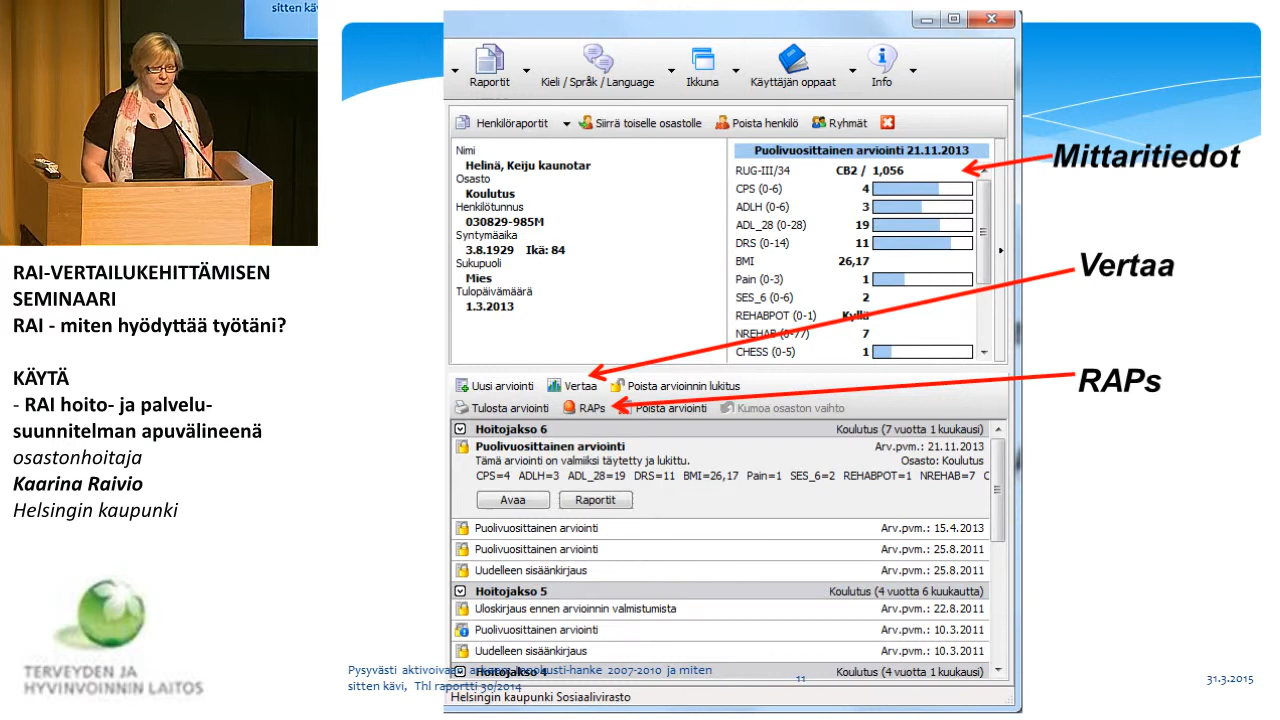 sitten kävi
RAI-VERTAILUKEHITTÄMISEN
SEMINAARI
RAI - miten hyödyttää työtäni?
KÄYTÄ
- RAI hoito- ja palvelu-
suunnitelman apuvälineenä
osastonhoitaja
Kaarina Raivio
Helsingin kaupunki
TERVEYDEN JA
HYVINVOINNIN LAITOS
Raportit
Kieli / Språk / Language
Ikkuna
Käyttäjän oppaat
Info
Henkilöraportit
Siirrä toiselle osastolle
Poista henkilö
Ryhmät
Nimi
Helinä, Keiju kaunotar
Osasto
Koulutus
Henkilötunnus
030829-985M
Syntymäaika
3.8.1929 Ikä: 84
Sukupuoli
Mies
Tulopäivämäärä
1.3.2013
Puolivuosittainen arviointi 21.11.2013
RUG-III/34 CB2 / 1,056
CPS (0-6) 4
ADLH (0-6) 3
ADL_28 (0-28) 19
DRS (0-14) 11
BMI 26,17
Pain (0-3) 1
SES_6 (0-6) 2
REHABPOT (0-1) Kyllä
NREHAB (0-77) 7
CHESS (0-5) 1
Mittaritiedot
Vertaa
RAPs
Uusi arviointi
Vertaa
Poista arvioinnin lukitus
Tulosta arviointi
RAPs
Poista arviointi
Kumoa osaston vaihto
Hoitojakso 6 Koulutus (7 vuotta 1 kuukausi)
Puolivuosittainen arviointi Arv.pvm.: 21.11.2013
Tämä arviointi on valmiiksi täytetty ja lukittu. Osasto: Koulutus
CPS=4 ADLH=3 ADL_28=19 DRS=11 BMI=26,17 Pain=1 SES_6=2 REHABPOT=1 NREHAB=7 C
Avaa
Raportit
Puolivuosittainen arviointi Arv.pvm.: 15.4.2013
Puolivuosittainen arviointi Arv.pvm.: 25.8.2011
Uudelleen sisäänkirjaus Arv.pvm.: 25.8.2011
Hoitojakso 5 Koulutus (4 vuotta 6 kuukautta)
Uloskirjaus ennen arvioinnin valmistumista Arv.pvm.: 22.8.2011
Puolivuosittainen arviointi Arv.pvm.: 10.3.2011
Uudelleen sisäänkirjaus Arv.pvm.: 10.3.2011
Hoitojakso 4 Koulutus (4 vuotta 1 kuukausi)
Helsingin kaupunki Sosiaalivirasto
Pysyvästi aktivoivaan hanke 2007-2010 ja miten
sitten kävi, Thl raportti 30/2014
11
31.3.2015